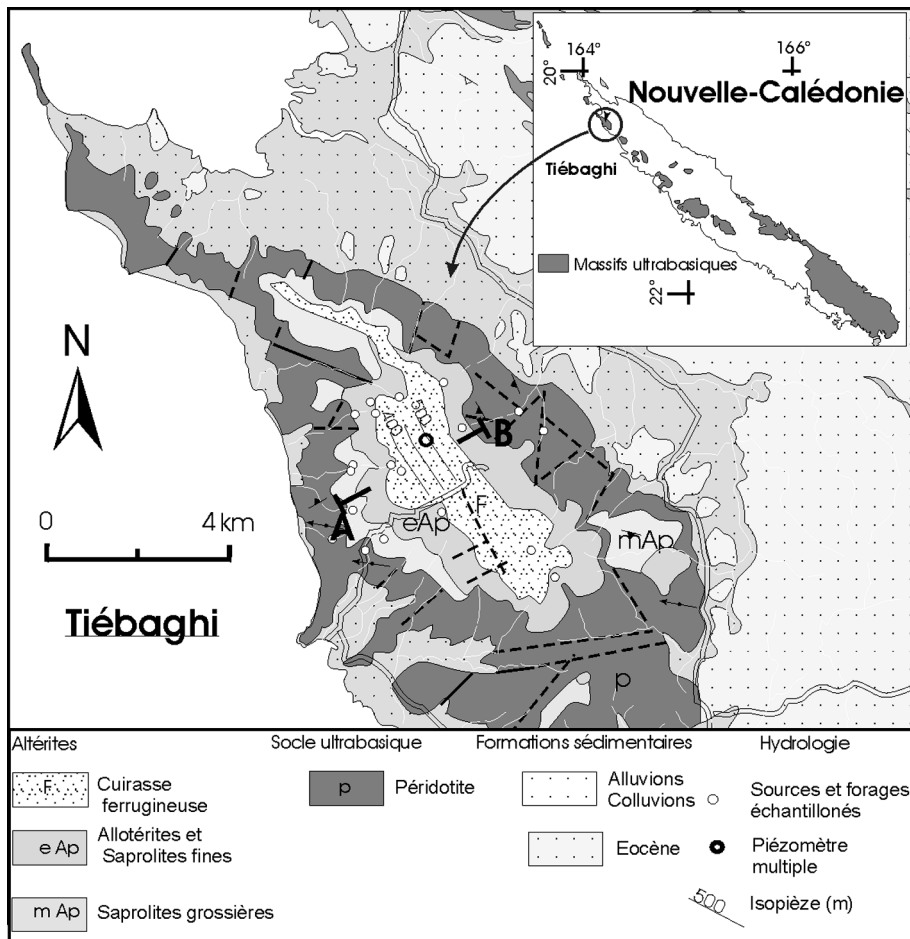 164°
166°
20°
Nouvelle-Calédonie
Tiébaghi
Massifs ultrabasiques
22°
N
500
400
B
F
A
eAp
mAp
0
4 km
Tiébaghi
p
Altérites
Socle ultrabasique
Formations sédimentaires
Hydrologie
F
Cuirasse
ferrugineuse
p
Péridotite
Alluvions
Colluvions
Sources et forages
échantillonés
e Ap
Allotérites et
Saprolites fines
Eocène
Piézomètre
multiple
m Ap
Saprolites grossières
500
Isopièze (m)